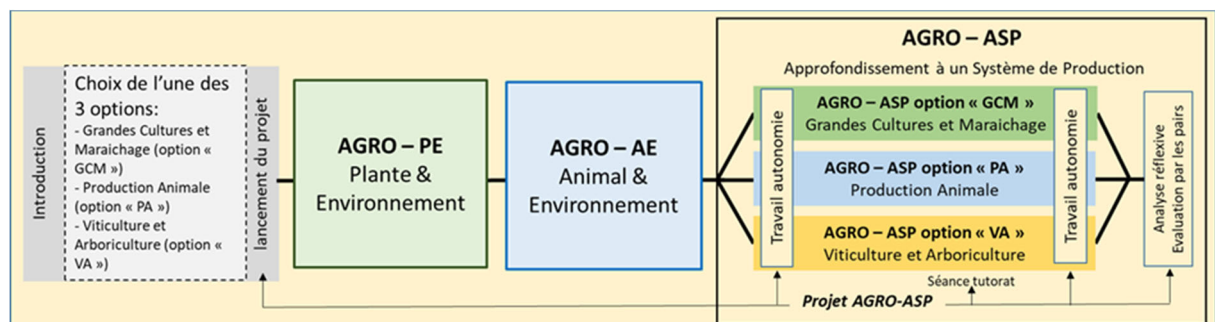 Introduction
Choix de l'une des
3 options:
- Grandes Cultures et
Maraichage (option «
GCM »)
- Production Animale
(option « PA »)
- Viticulture et
Arboriculture (option «
VA »)
lancement du projet
AGRO – PE
Plante &
Environnement
AGRO – AE
Animal &
Environnement
AGRO – ASP
Approfondissement à un Système de Production
Travail autonomie
AGRO – ASP option « GCM »
Grandes Cultures et Maraichage
AGRO – ASP option « PA »
Production Animale
AGRO – ASP option « VA »
Viticulture et Arboriculture
Travail autonomie
Analyse réflexive
Evaluation par les pairs
Séance tutorat
Projet AGRO-ASP